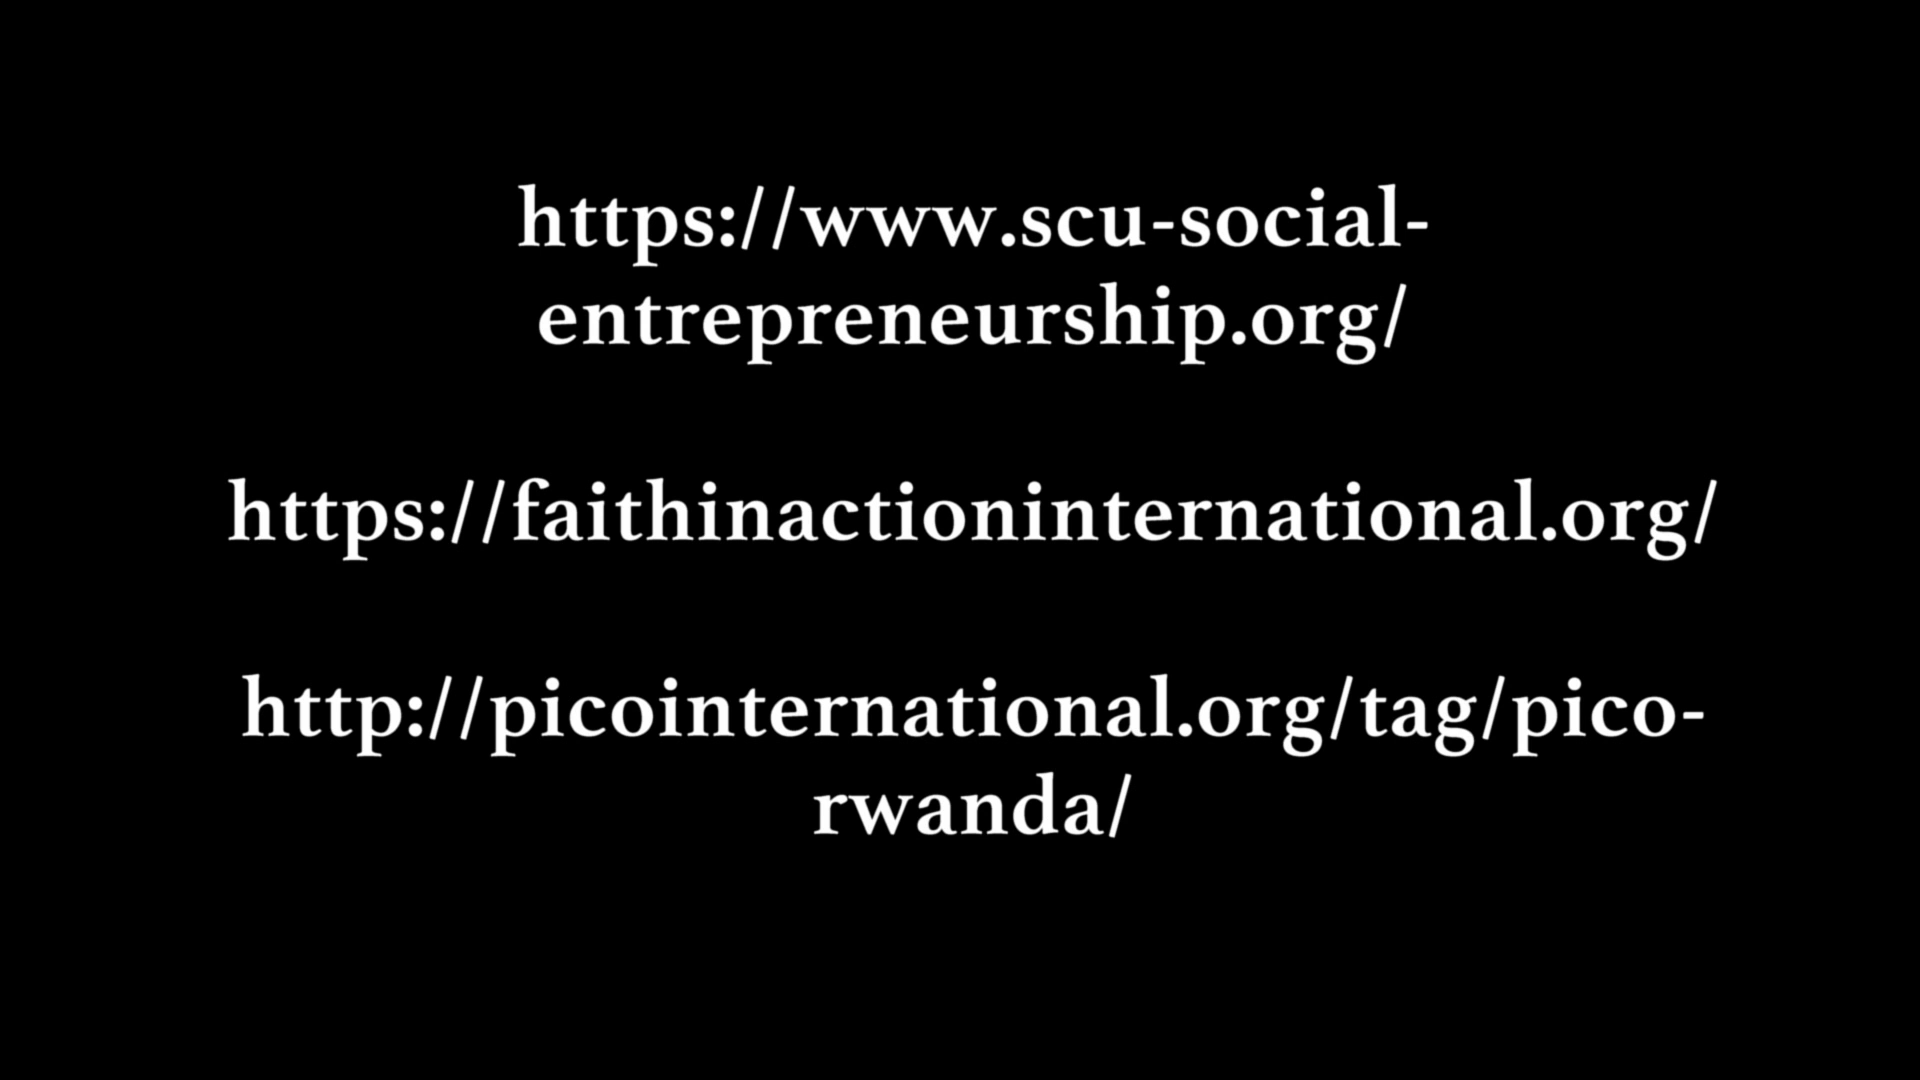 https://www.scu-social-
entrepreneurship.org/
https://faithinactioninternational.org/
http://picointernational.org/tag/pico-
rwanda/